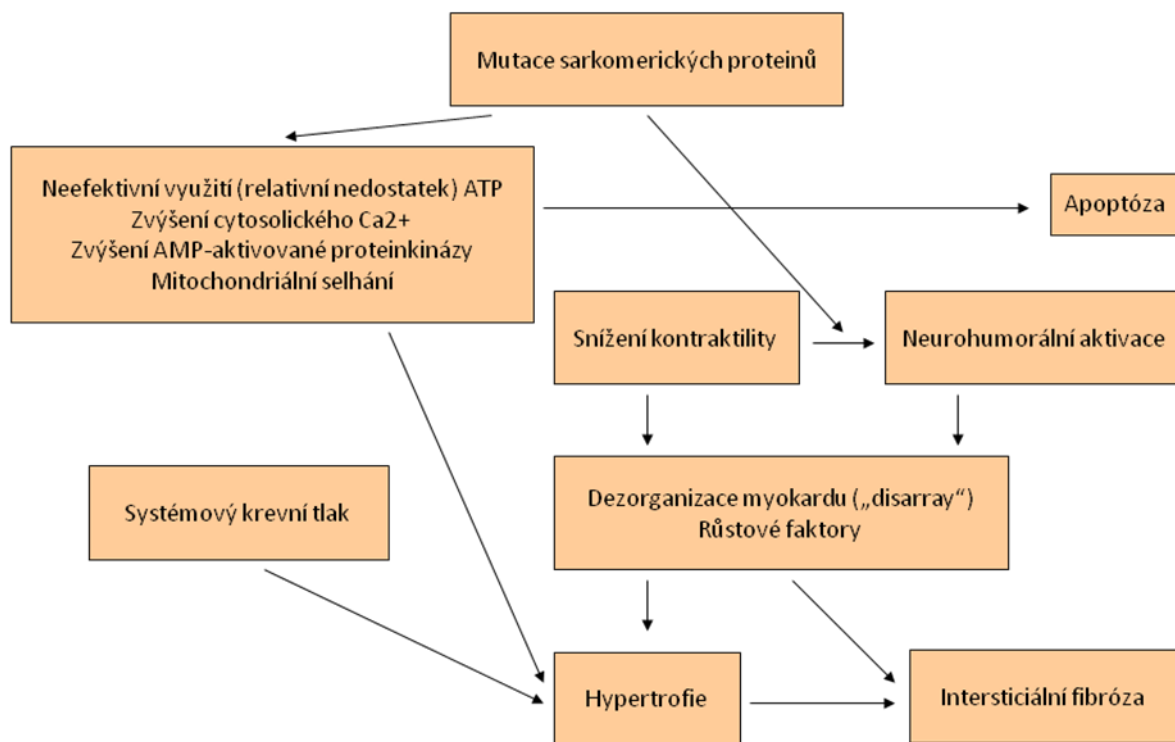 Mutace sarkomerických proteinů
Neefektivní využití (relativní nedostatek) ATP
Zvýšení cytosolického Ca2+
Zvýšení AMP-aktivované proteinkinázy
Mitochondriální selhání
Apoptóza
Snížení kontraktility
Neurohumorální aktivace
Systémový krevní tlak
Dezorganizace myokardu („disarray“)
Růstové faktory
Hypertrofie
Intersticiální fibróza